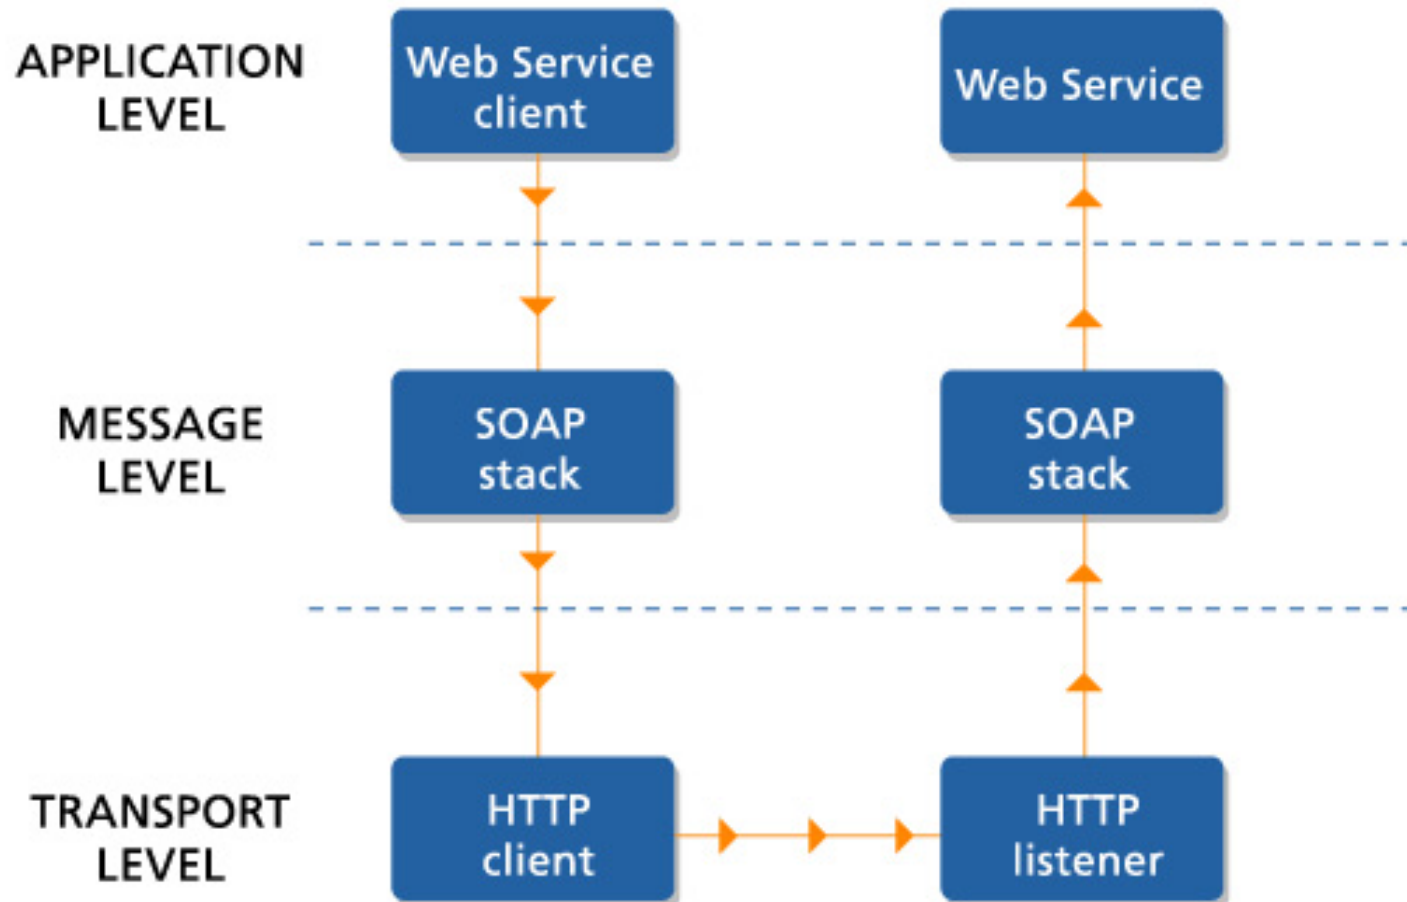 APPLICATION
LEVEL
Web Service
client
Web Service
MESSAGE
LEVEL
SOAP
stack
SOAP
stack
TRANSPORT
LEVEL
HTTP
client
HTTP
listener